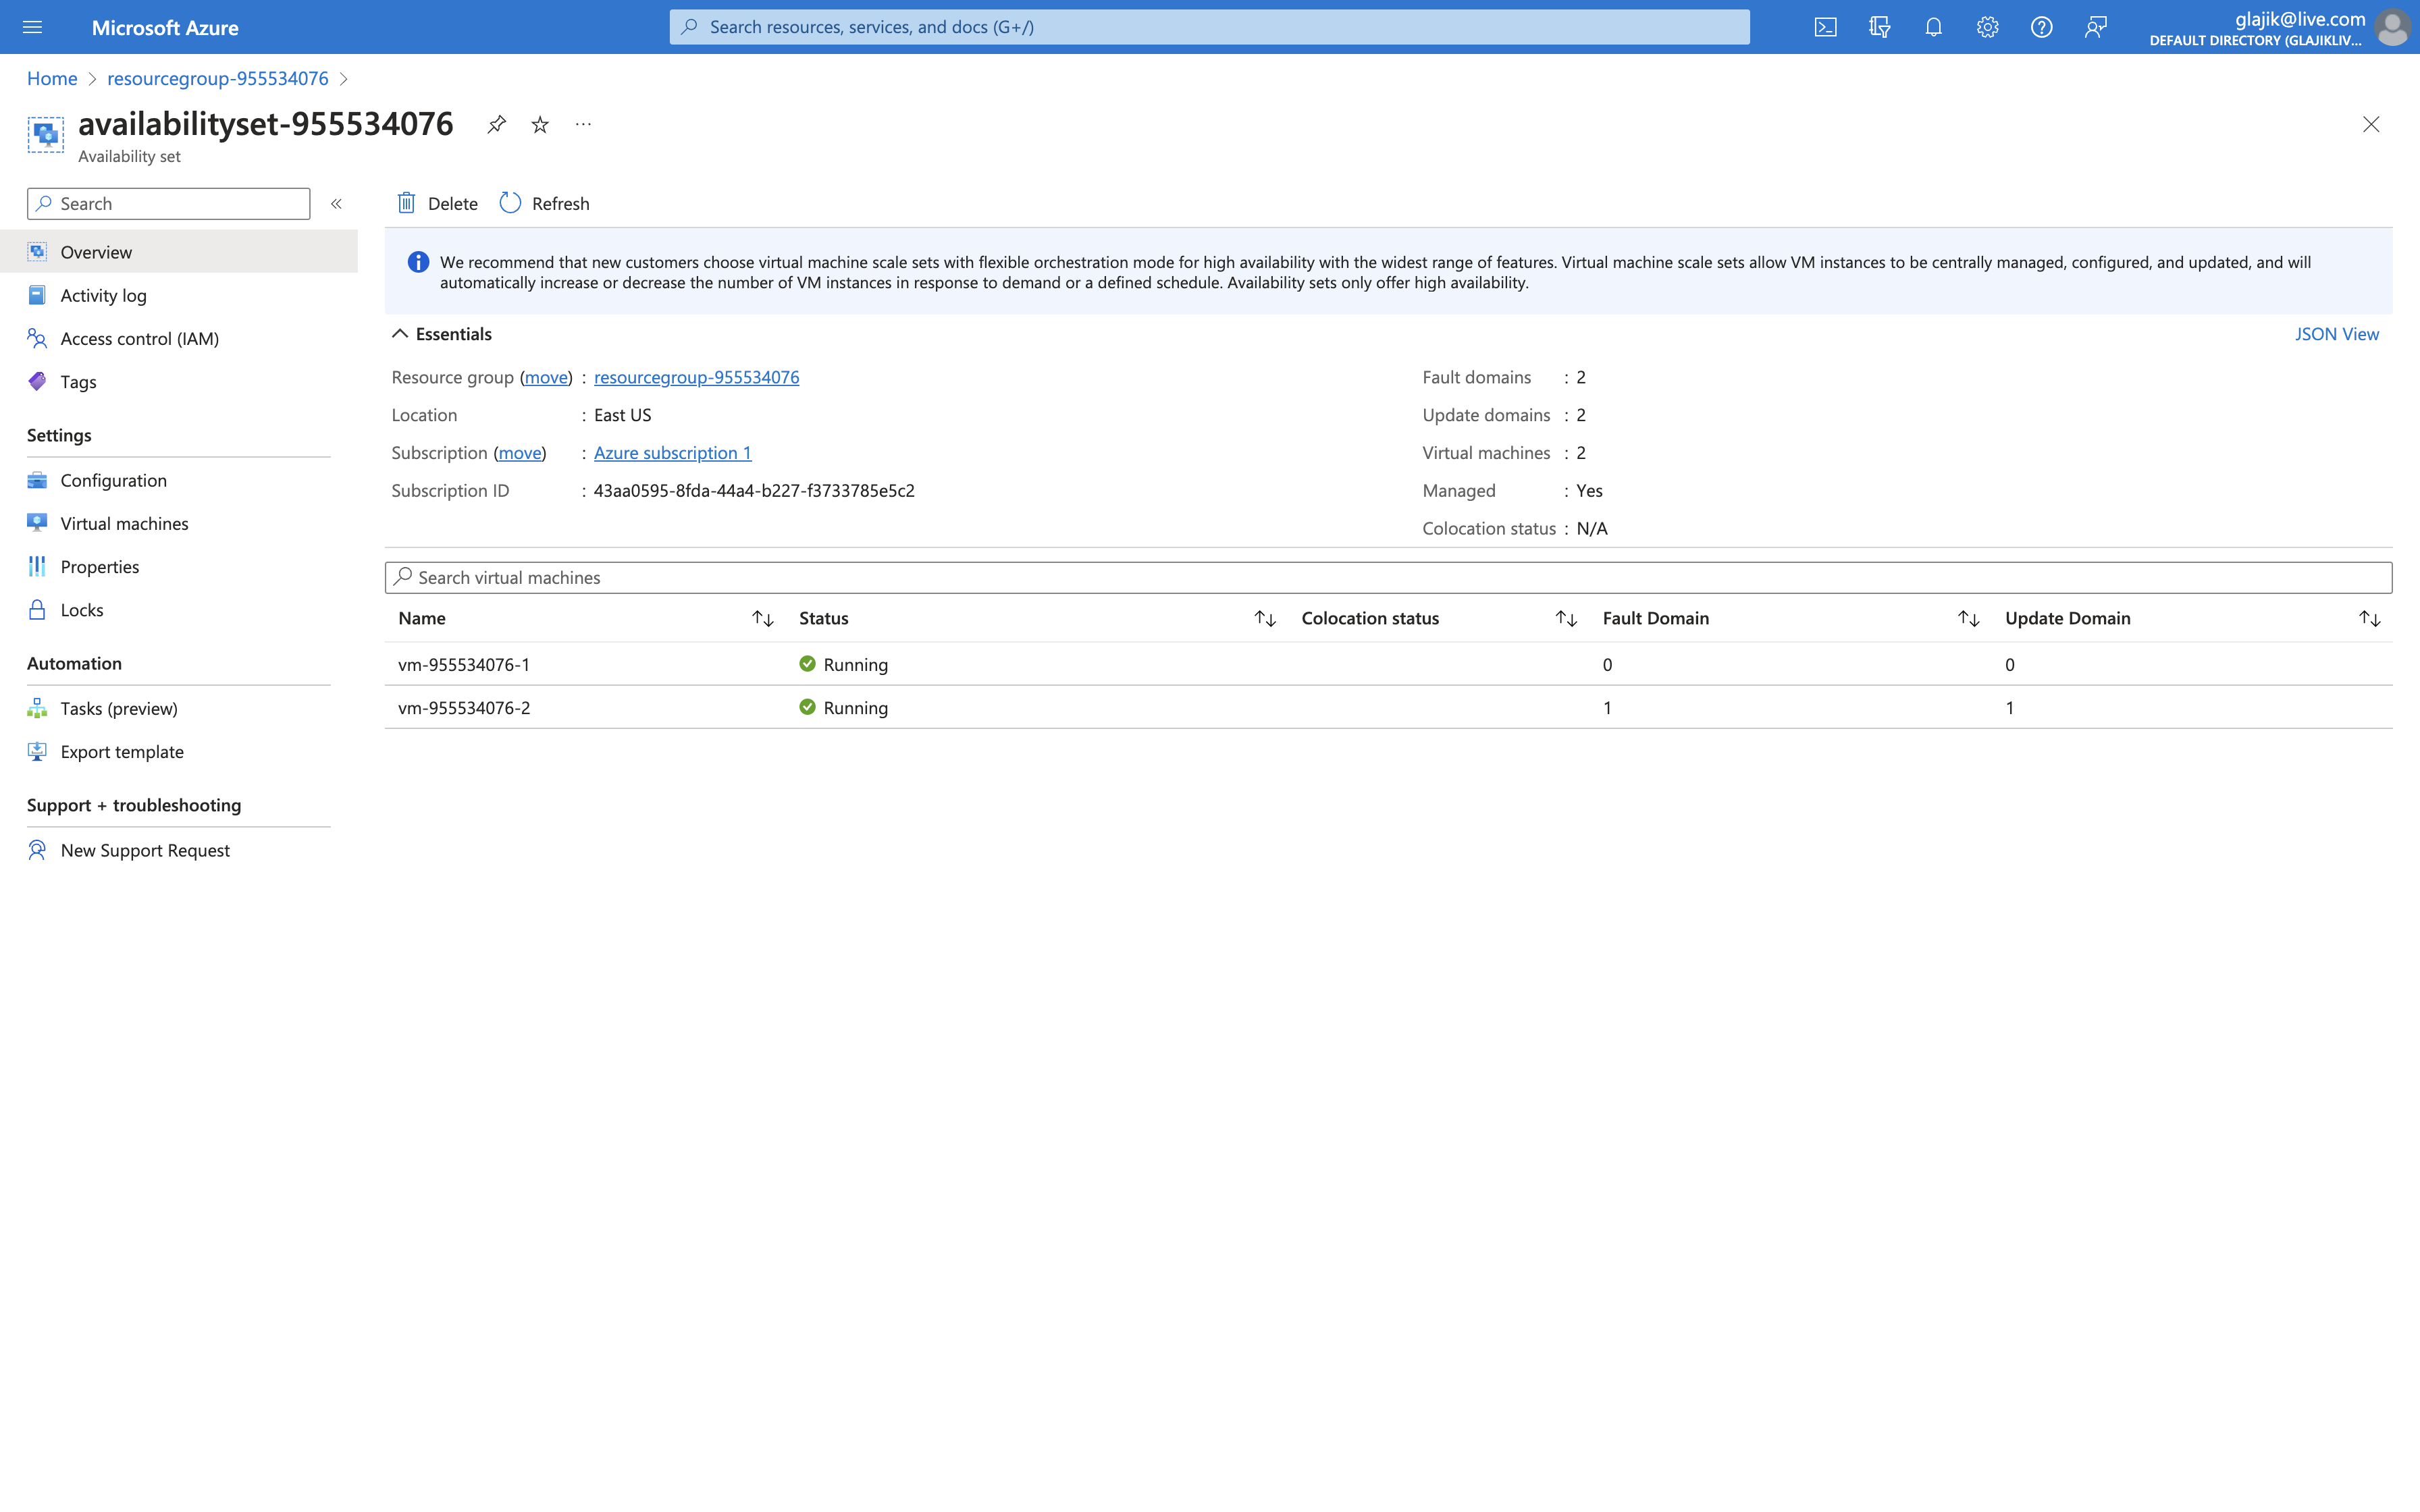 Microsoft Azure
Search resources, services, and docs (G+/)
glajik@live.com
DEFAULT DIRECTORY (GLAJIKLIV...
Home > resourcegroup-955534076 >
availabilityset-955534076
Availability set
Search
Overview
Activity log
Access control (IAM)
Tags
Settings
Configuration
Virtual machines
Properties
Locks
Automation
Tasks (preview)
Export template
Support + troubleshooting
New Support Request
Delete Refresh
We recommend that new customers choose virtual machine scale sets with flexible orchestration mode for high availability with the widest range of features. Virtual machine scale sets allow VM instances to be centrally managed, configured, and updated, and will
automatically increase or decrease the number of VM instances in response to demand or a defined schedule. Availability sets only offer high availability.
Essentials
JSON View
Resource group (move) : resourcegroup-955534076
Location : East US
Subscription (move) : Azure subscription 1
Subscription ID : 43aa0595-8fda-44a4-b227-f3733785e5c2
Fault domains : 2
Update domains : 2
Virtual machines : 2
Managed : Yes
Colocation status : N/A
Search virtual machines
Name Status Colocation status Fault Domain Update Domain
vm-955534076-1 Running 0 0
vm-955534076-2 Running 1 1